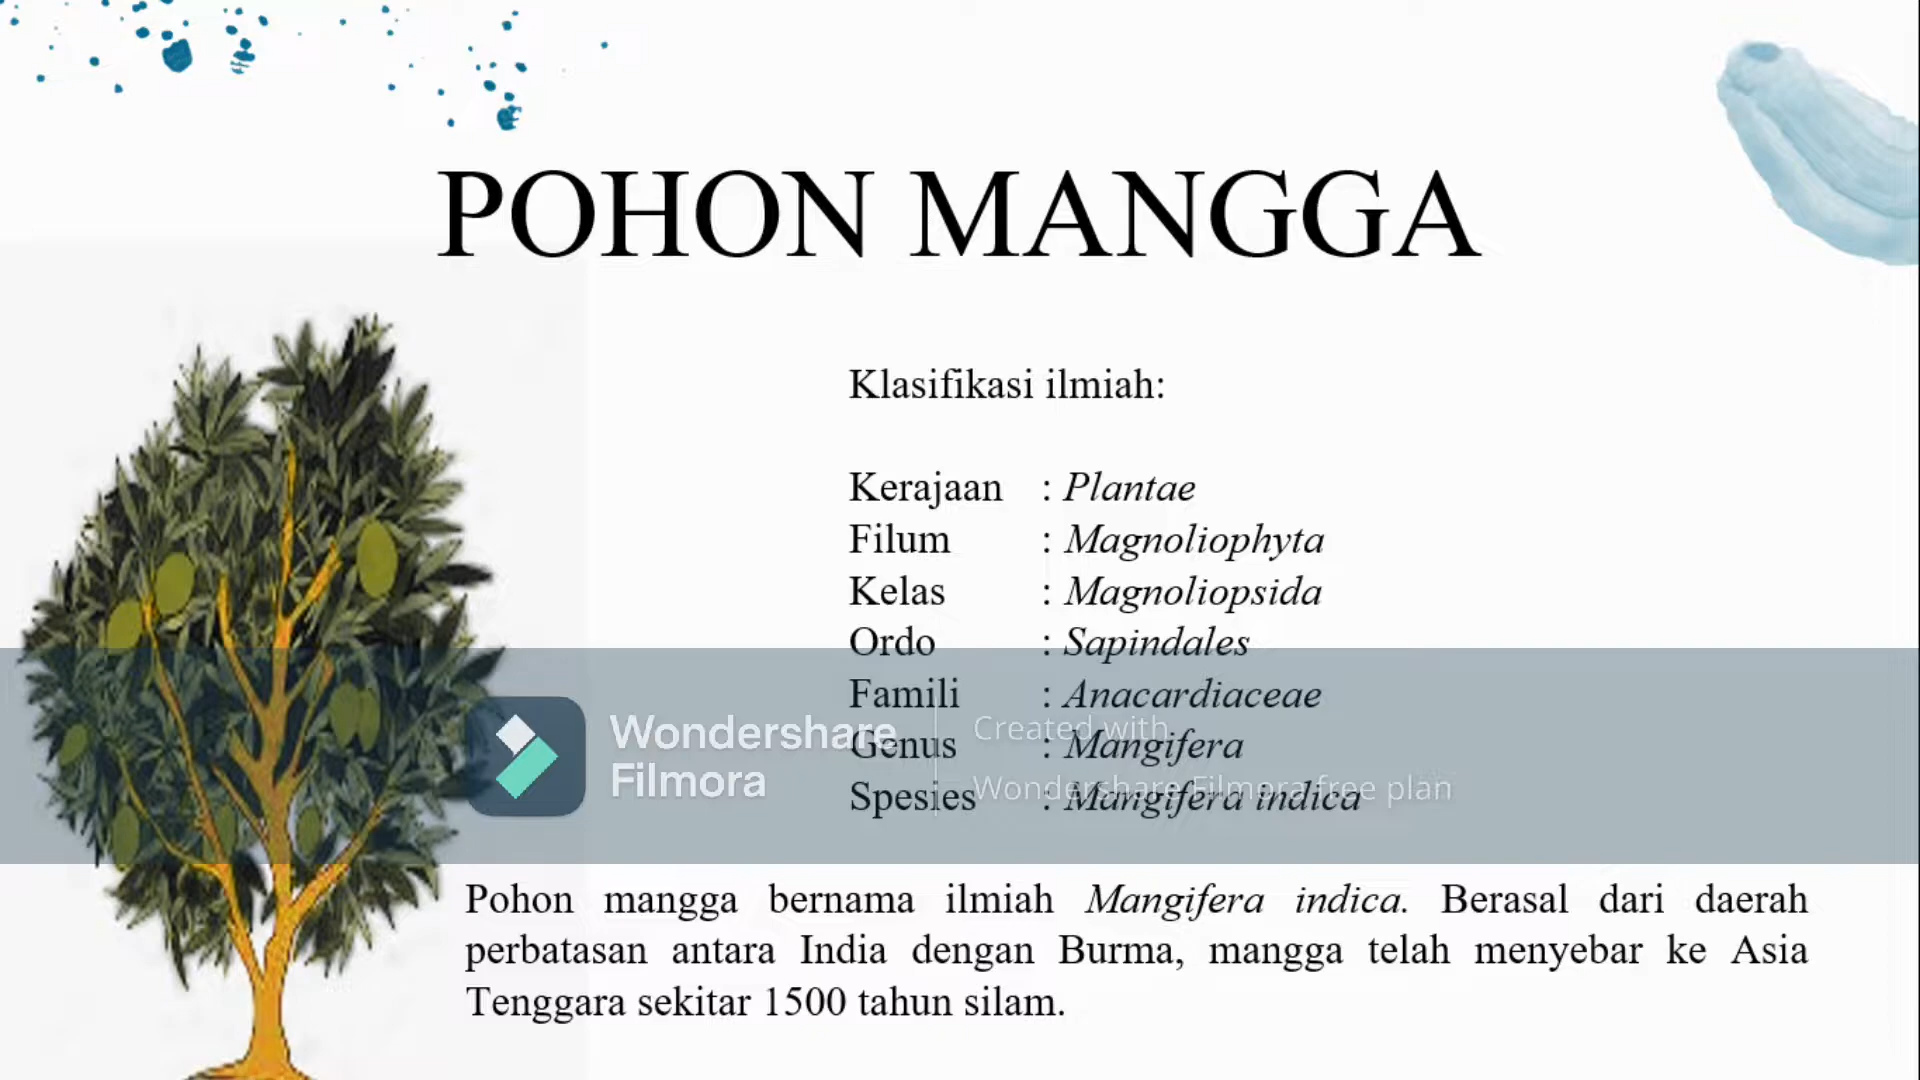 POHON MANGGA
Klasifikasi ilmiah:
Kerajaan : Plantae
Filum : Magnoliophyta
Kelas : Magnoliopsida
Ordo : Sapindales
Famili : Anacardiaceae
Genus : Mangifera
Spesies : Mangifera indica
Wondershare
Filmora
Created with
Wondershare Filmora free plan
Pohon mangga bernama ilmiah Mangifera indica. Berasal dari daerah
perbatasan antara India dengan Burma, mangga telah menyebar ke Asia
Tenggara sekitar 1500 tahun silam.